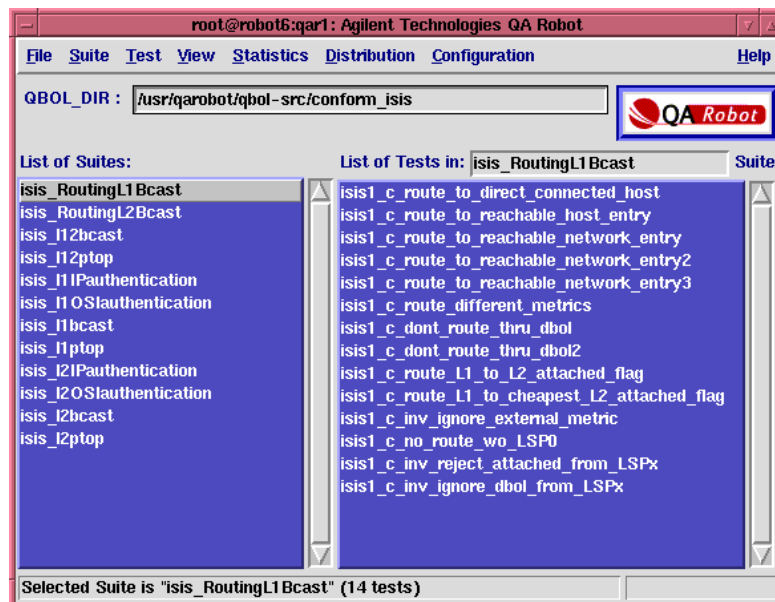 root@robot6:qar1: Agilent Technologies QA Robot
File Suite Test View Statistics Distribution Configuration Help
QBOL_DIR : /usr/qarobot/qbol-src/conform_isis
QA Robot
List of Suites:
List of Tests in: isis_RoutingL1Bcast Suite
isis_RoutingL1Bcast
isis_RoutingL2Bcast
isis_l12bcast
isis_l12ptop
isis_l1IPauthentication
isis_l1OSIauthentication
isis_l1bcast
isis_l1ptop
isis_l2IPauthentication
isis_l2OSIauthentication
isis_l2bcast
isis_l2ptop
isis1_c_route_to_direct_connected_host
isis1_c_route_to_reachable_host_entry
isis1_c_route_to_reachable_network_entry
isis1_c_route_to_reachable_network_entry2
isis1_c_route_to_reachable_network_entry3
isis1_c_route_different_metrics
isis1_c_dont_route_thru_dbol
isis1_c_dont_route_thru_dbol2
isis1_c_route_L1_to_L2_attached_flag
isis1_c_route_L1_to_cheapest_L2_attached_flag
isis1_c_inv_ignore_external_metric
isis1_c_no_route_wo_LSP0
isis1_c_inv_reject_attached_from_LSPx
isis1_c_inv_ignore_dbol_from_LSPx
Selected Suite is "isis_RoutingL1Bcast" (14 tests)